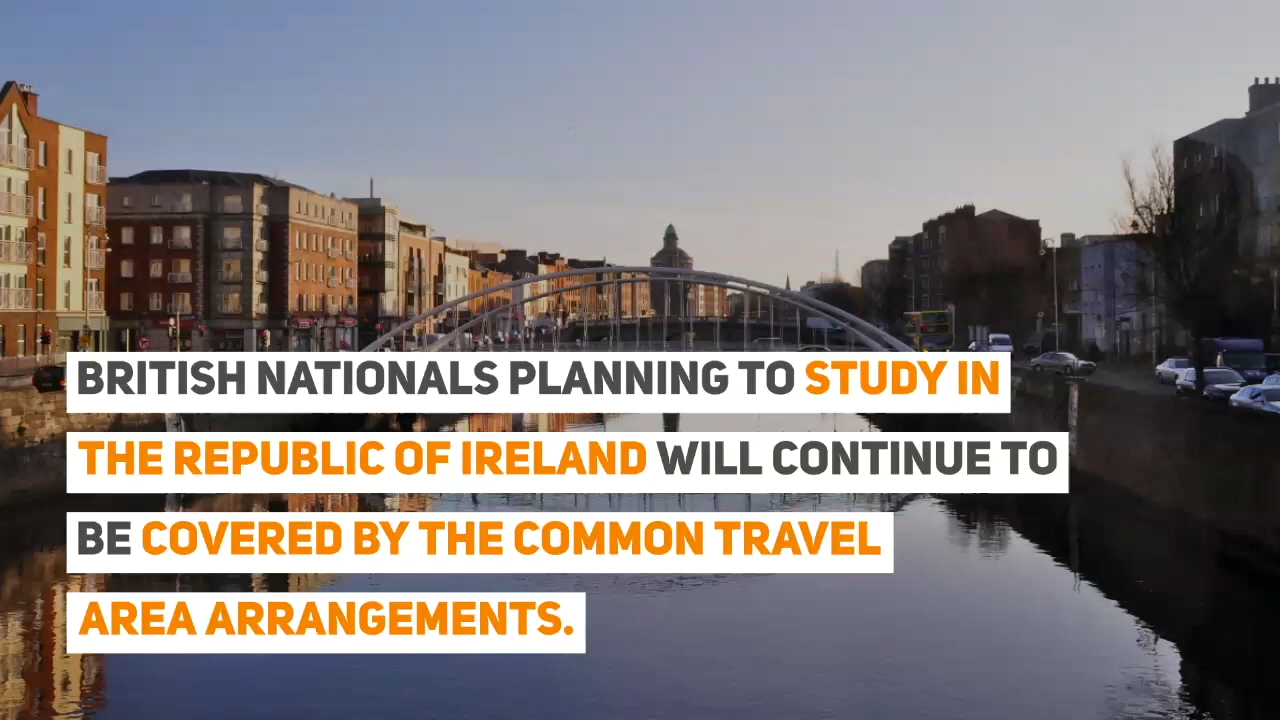 BRITISH NATIONALS PLANNING TO STUDY IN
THE REPUBLIC OF IRELAND WILL CONTINUE TO
BE COVERED BY THE COMMON TRAVEL
AREA ARRANGEMENTS.